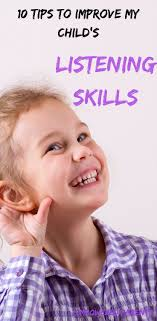 10 TIPS TO IMPROVE MY
CHILD'S
LISTENING
SKILLS